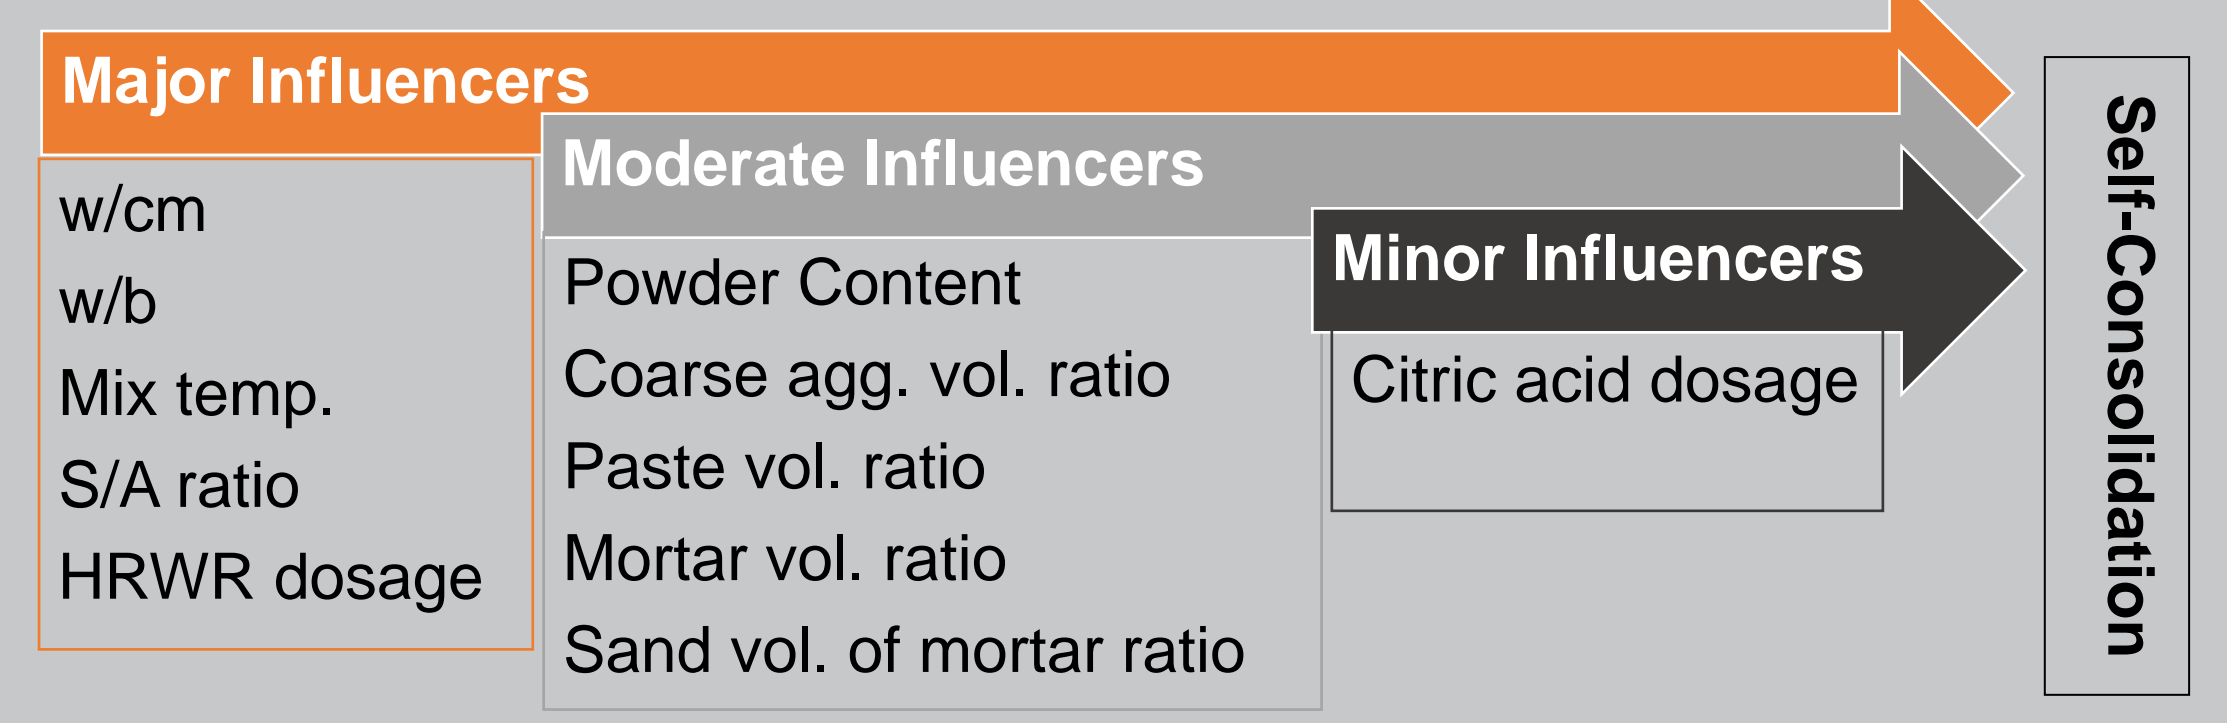 Major Influencers
w/cm
w/b
Mix temp.
S/A ratio
HRWR dosage
Moderate Influencers
Powder Content
Coarse agg. vol. ratio
Paste vol. ratio
Mortar vol. ratio
Sand vol. of mortar ratio
Minor Influencers
Citric acid dosage
Self-Consolidation